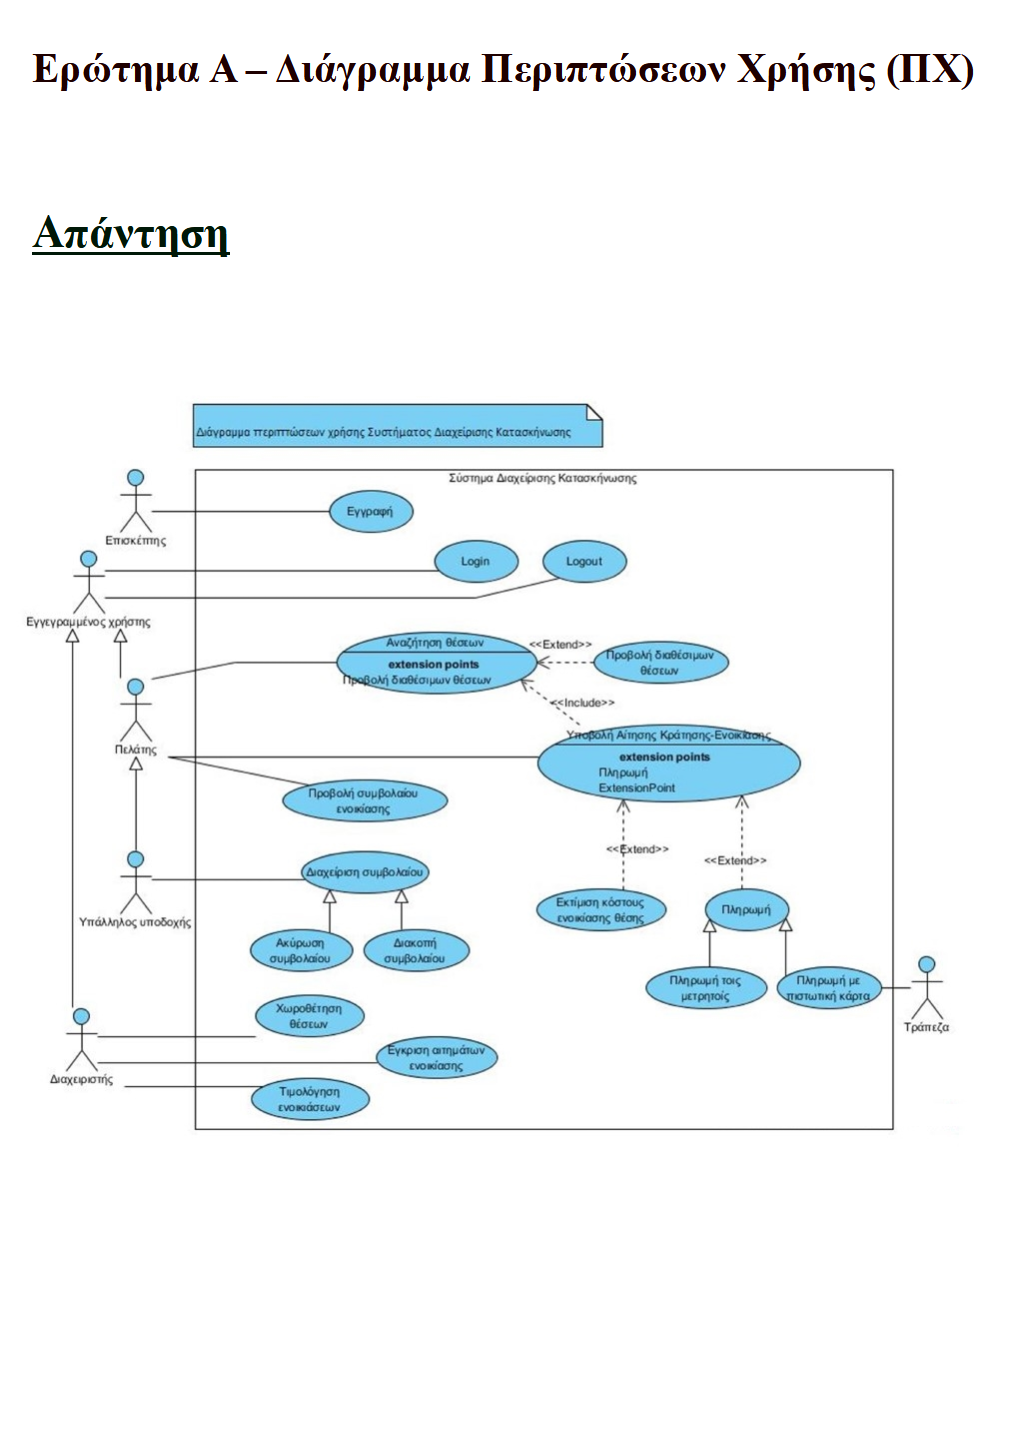 Ερώτημα Α – Διάγραμμα Περιπτώσεων Χρήσης (ΠΧ)
Απάντηση
Διάγραμμα περιπτώσεων χρήσης Συστήματος Διαχείρισης Κατασκήνωσης
Σύστημα Διαχείρισης Κατασκήνωσης
Εγγραφή
Επισκέπτης
Login
Logout
Εγγεγραμμένος χρήστης
Αναζήτηση θέσεων
extension points
Προβολή διαθέσιμων θέσεων
<<Extend>>
Προβολή διαθέσιμων
θέσεων
<<Include>>
Πελάτης
Υποβολή Αίτησης Κράτησης-Ενοικίασης
extension points
Πληρωμή
ExtensionPoint
Προβολή συμβολαίου
ενοικίασης
<<Extend>>
<<Extend>>
Διαχείριση συμβολαίου
Υπάλληλος υποδοχής
Εκτίμιση κόστους
ενοικίασης θέσης
Πληρωμή
Ακύρωση
συμβολαίου
Διακοπή
συμβολαίου
Πληρωμή τοις
μετρητοίς
Πληρωμή με
πιστωτική κάρτα
Τράπεζα
Χωροθέτηση
θέσεων
Έγκριση αιτημάτων
ενοικίασης
Διαχειριστής
Τιμολόγηση
ενοικιάσεων